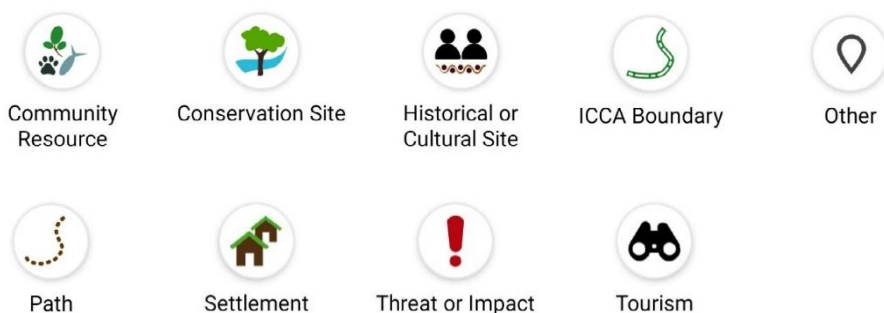 Community
Resource
Conservation Site
Historical or
Cultural Site
ICCA Boundary
Other
Path
Settlement
Threat or Impact
Tourism